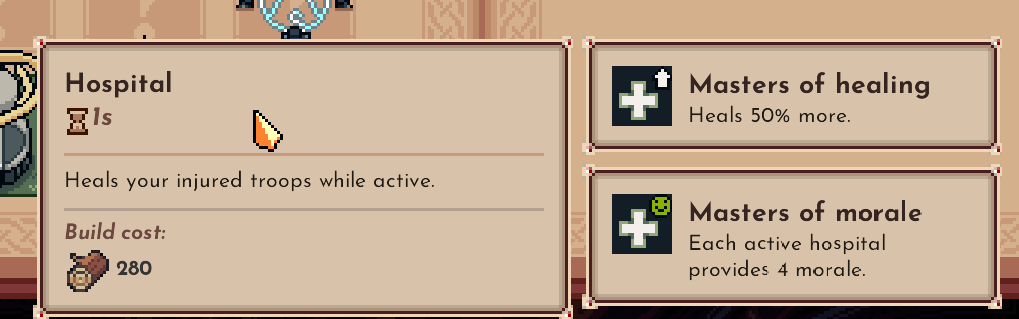 Hospital
1s
Heals your injured troops while active.
Build cost:
280
Masters of healing
Heals 50% more.
Masters of morale
Each active hospital
provides 4 morale.